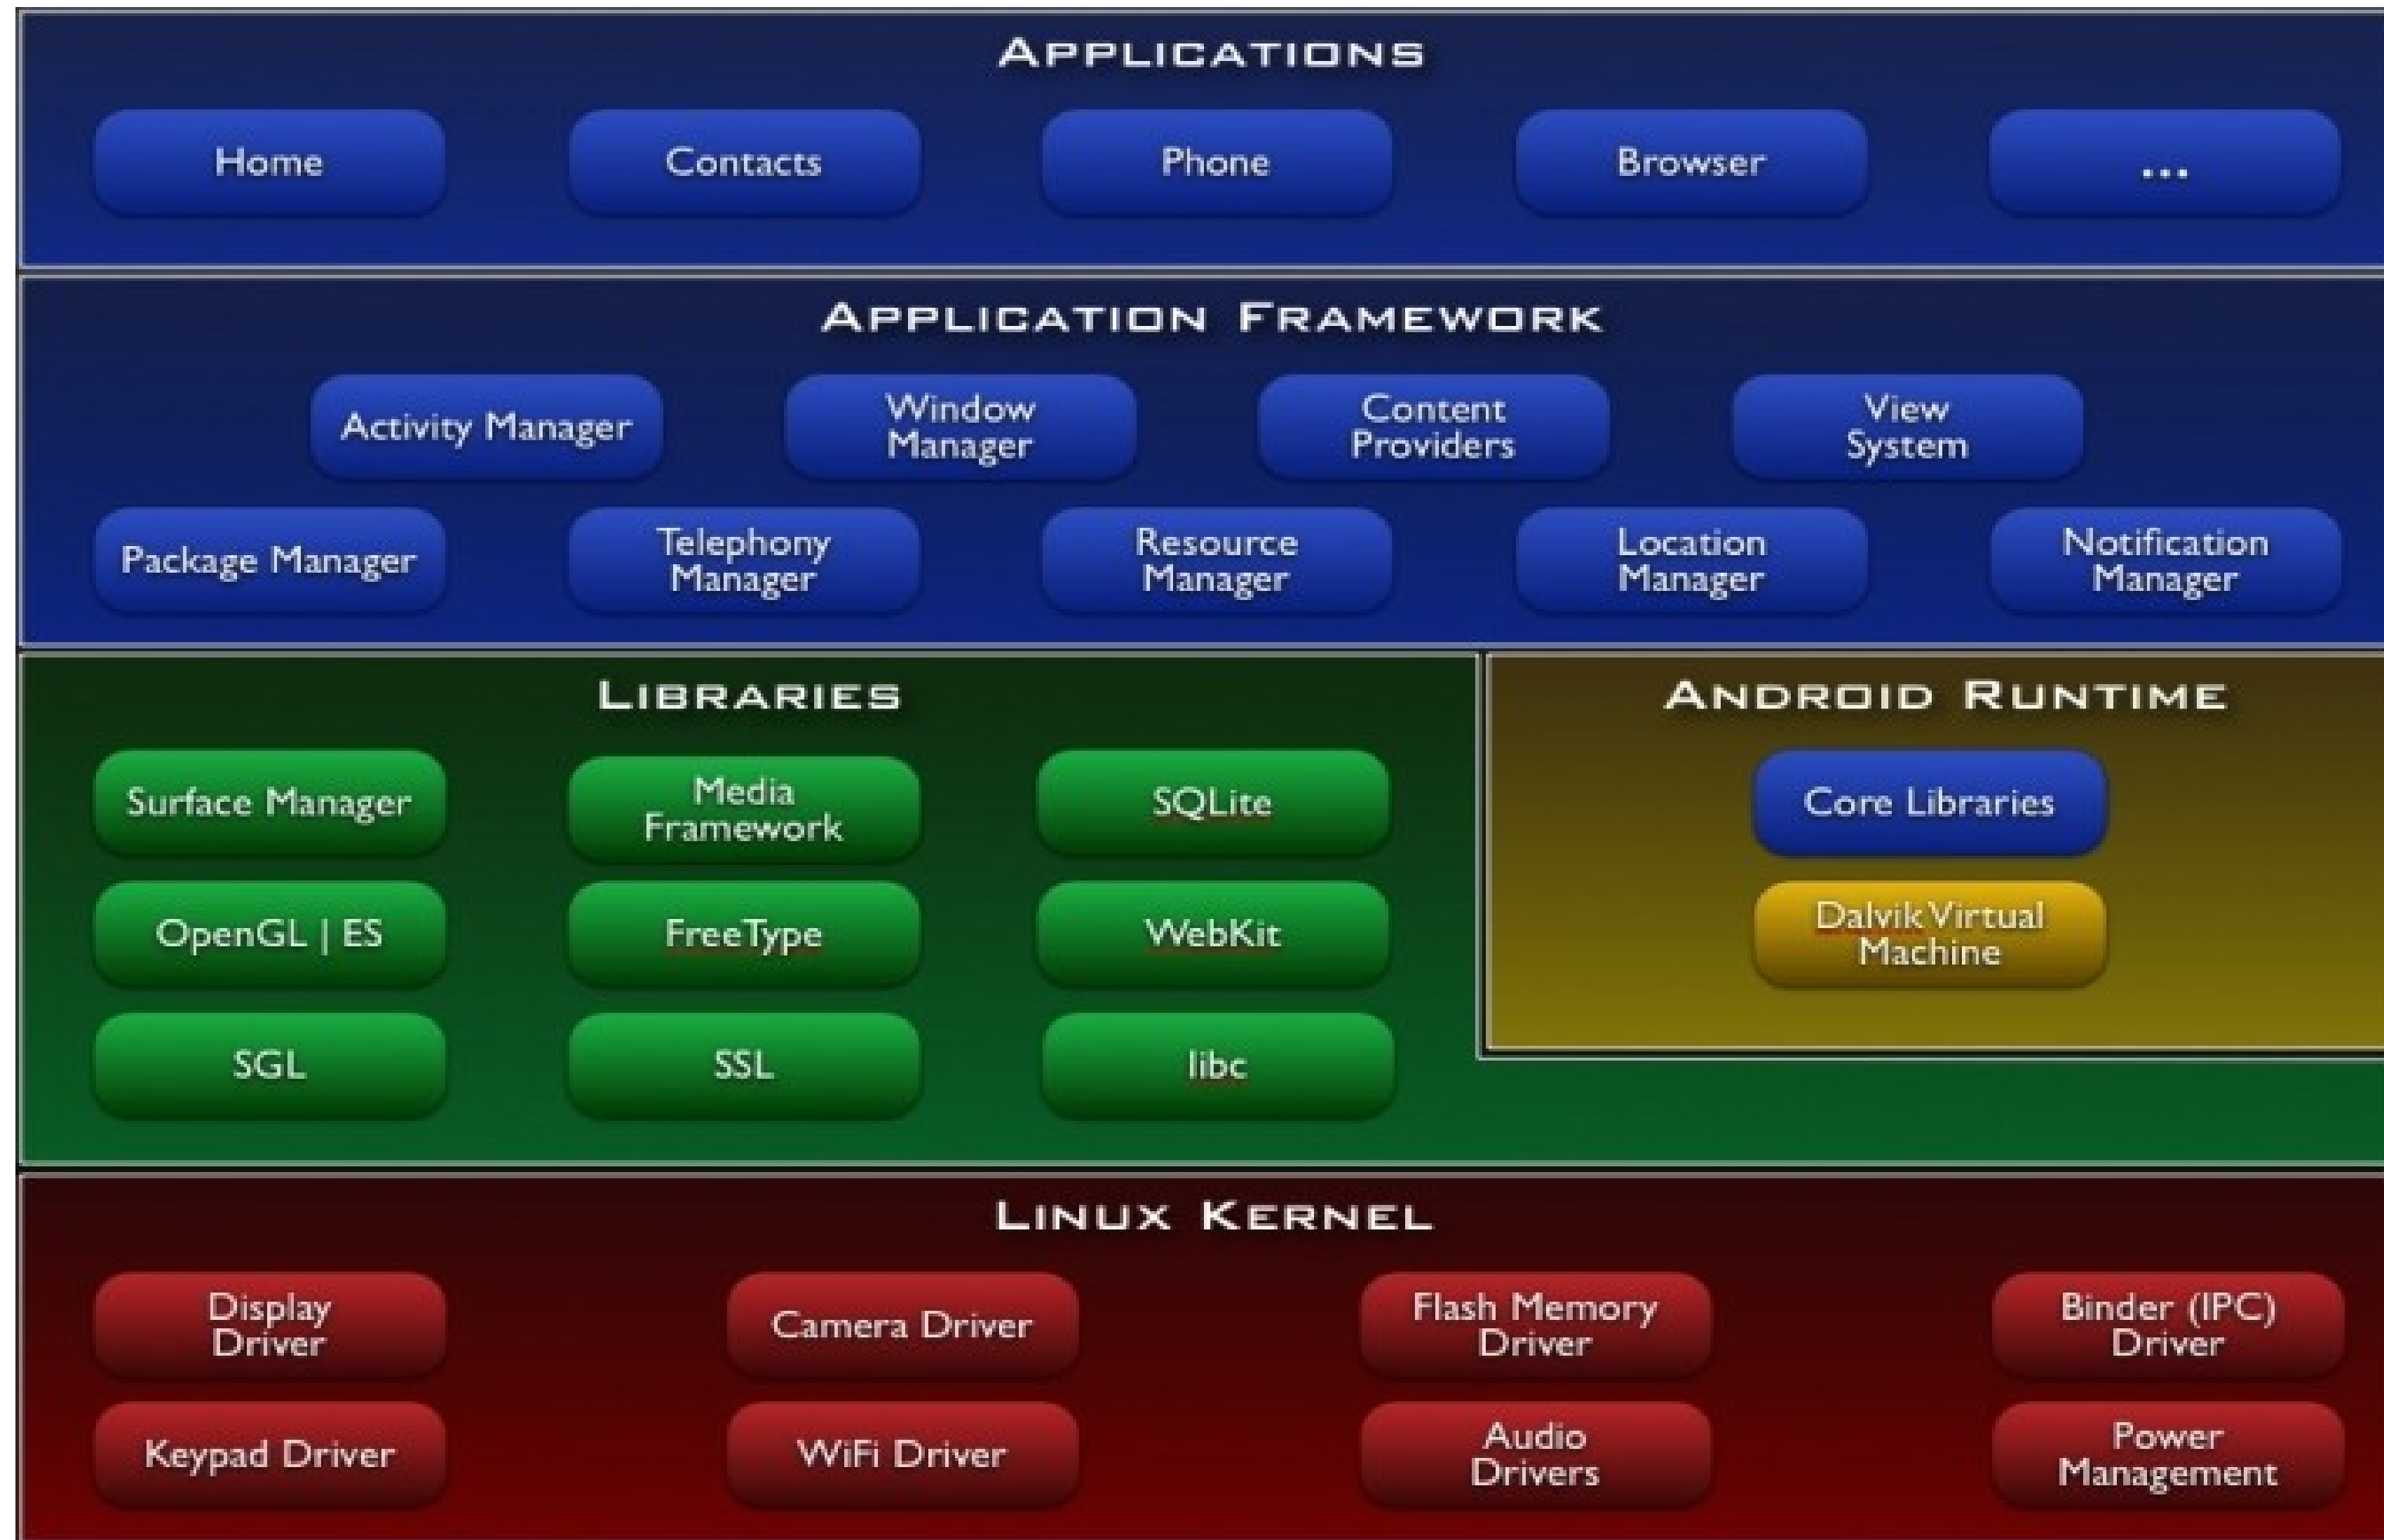 APPLICATIONS
Home
Contacts
Phone
Browser
...
APPLICATION FRAMEWORK
Activity Manager
Window
Manager
Content
Providers
View
System
Package Manager
Telephony
Manager
Resource
Manager
Location
Manager
Notification
Manager
LIBRARIES
Surface Manager
Media
Framework
SQLite
OpenGL | ES
FreeType
WebKit
SGL
SSL
libc
ANDROID RUNTIME
Core Libraries
Dalvik Virtual
Machine
LINUX KERNEL
Display
Driver
Camera Driver
Flash Memory
Driver
Binder (IPC)
Driver
Keypad Driver
WiFi Driver
Audio
Drivers
Power
Management